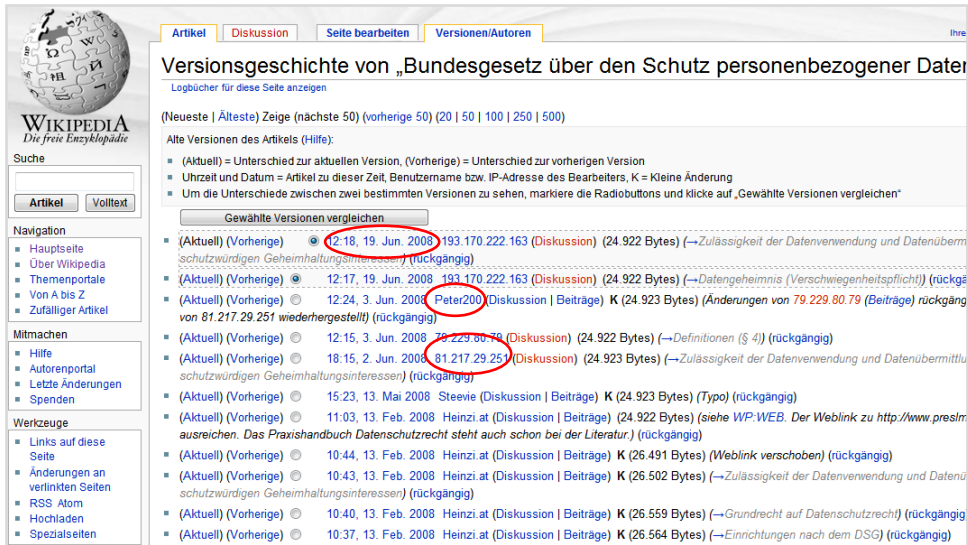 Artikel Diskussion Seite bearbeiten Versionen/Autoren Ihre
Versionsgeschichte von „Bundesgesetz über den Schutz personenbezogener Daten
Logbücher für diese Seite anzeigen
(Neueste | Älteste) Zeige (nächste 50) (vorherige 50) (20 | 50 | 100 | 250 | 500)
Alte Versionen des Artikels (Hilfe):
(Aktuell) = Unterschied zur aktuellen Version, (Vorherige) = Unterschied zur vorherigen Version
Uhrzeit und Datum = Artikel zu dieser Zeit, Benutzername bzw. IP-Adresse des Bearbeiters, K = Kleine Änderung
Um die Unterschiede zwischen zwei bestimmten Versionen zu sehen, markiere die Radiobuttons und klicke auf „Gewählte Versionen vergleichen“
Gewählte Versionen vergleichen
(Aktuell) (Vorherige) 12:18, 19. Jun. 2008 193.170.222.163 (Diskussion) (24.922 Bytes) (→Zulässigkeit der Datenverwendung und Datenüberm
schutzwürdigen Geheimhaltungsinteressen) (rückgängig)
(Aktuell) (Vorherige) 12:17, 19. Jun. 2008 193.170.222.163 (Diskussion) (24.922 Bytes) (→Datengeheimnis (Verschwiegenheitspflicht)) (rückgä
(Aktuell) (Vorherige) 12:24, 3. Jun. 2008 Peter200 (Diskussion | Beiträge) K (24.923 Bytes) (Änderungen von 79.229.80.79 (Beiträge) rückgäng
von 81.217.29.251 wiederhergestellt) (rückgängig)
(Aktuell) (Vorherige) 12:15, 3. Jun. 2008 79.229.80.79 (Diskussion) (24.922 Bytes) (→Definitionen (§ 4)) (rückgängig)
(Aktuell) (Vorherige) 18:15, 2. Jun. 2008 81.217.29.251 (Diskussion) (24.923 Bytes) (→Zulässigkeit der Datenverwendung und Datenübermittlu
schutzwürdigen Geheimhaltungsinteressen) (rückgängig)
(Aktuell) (Vorherige) 15:23, 13. Mai 2008 Steevie (Diskussion | Beiträge) K (24.923 Bytes) (Typo) (rückgängig)
(Aktuell) (Vorherige) 11:03, 13. Feb. 2008 Heinzi.at (Diskussion | Beiträge) (24.922 Bytes) (siehe WP:WEB. Der Weblink zu http://www.preslm
ausreichen. Das Praxishandbuch Datenschutzrecht steht auch schon bei der Literatur.) (rückgängig)
(Aktuell) (Vorherige) 10:44, 13. Feb. 2008 Heinzi.at (Diskussion | Beiträge) K (26.491 Bytes) (Weblink verschoben) (rückgängig)
(Aktuell) (Vorherige) 10:43, 13. Feb. 2008 Heinzi.at (Diskussion | Beiträge) K (26.502 Bytes) (→Zulässigkeit der Datenverwendung und Datenü
schutzwürdigen Geheimhaltungsinteressen) (rückgängig)
(Aktuell) (Vorherige) 10:40, 13. Feb. 2008 Heinzi.at (Diskussion | Beiträge) K (26.559 Bytes) (→Grundrecht auf Datenschutzrecht) (rückgängig
(Aktuell) (Vorherige) 10:37, 13. Feb. 2008 Heinzi.at (Diskussion | Beiträge) K (26.564 Bytes) (→Einrichtungen nach dem DSG) (rückgängig)
WIKIPEDIA
Die freie Enzyklopädie
Suche
Artikel Volltext
Navigation
Hauptseite
Über Wikipedia
Themenportale
Von A bis Z
Zufälliger Artikel
Mitmachen
Hilfe
Autorenportal
Letzte Änderungen
Spenden
Werkzeuge
Links auf diese
Seite
Änderungen an
verlinkten Seiten
RSS Atom
Hochladen
Spezialseiten